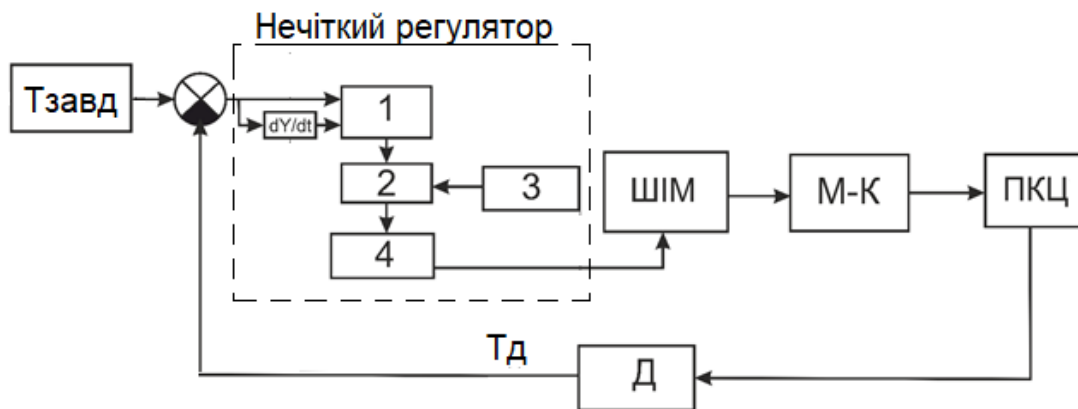 Нечіткий регулятор
Тзавд
dY/dt
1
2
3
4
ШІМ
М-К
ПКЦ
Тд
Д